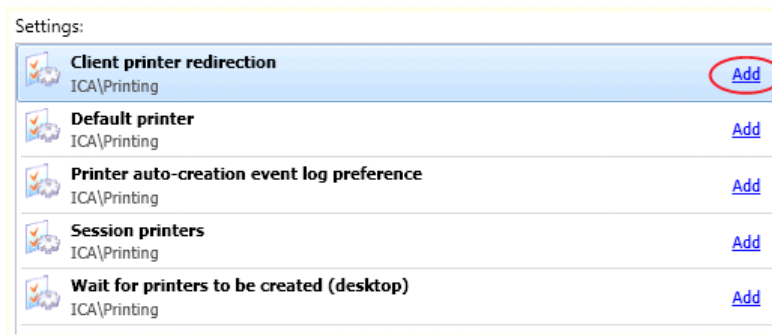 Settings:
Client printer redirection
ICA\Printing
Add
Default printer
ICA\Printing
Add
Printer auto-creation event log preference
ICA\Printing
Add
Session printers
ICA\Printing
Add
Wait for printers to be created (desktop)
ICA\Printing
Add